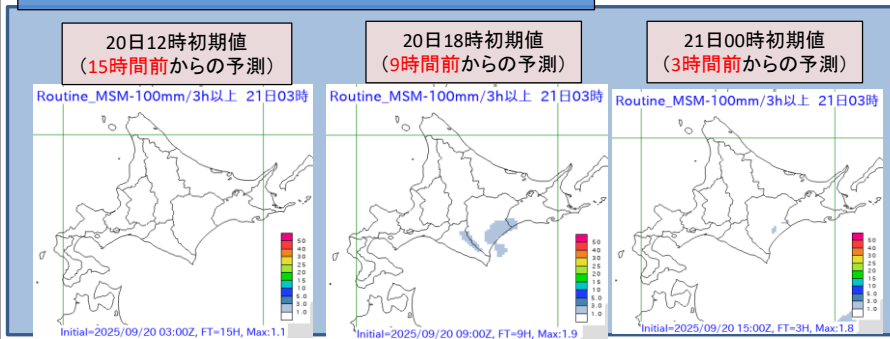 20日12時初期値
（15時間前からの予測）
20日18時初期値
（9時間前からの予測）
21日00時初期値
（3時間前からの予測）
Routine_MSM-100mm/3h以上 21日03時
50
40
30
25
20
15
10
5.0
3.0
1.0
Initial=2025/09/20 03:00Z, FT=15H, Max:1.1
Routine_MSM-100mm/3h以上 21日03時
50
40
30
25
20
15
10
5.0
3.0
1.0
Initial=2025/09/20 09:00Z, FT=9H, Max:1.9
Routine_MSM-100mm/3h以上 21日03時
50
40
30
25
20
15
10
5.0
3.0
1.0
Initial=2025/09/20 15:00Z, FT=3H, Max:1.8